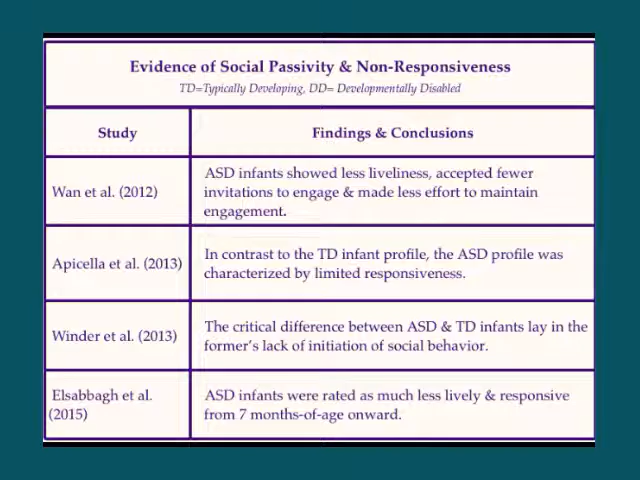 Evidence of Social Passivity & Non-Responsiveness
TD=Typically Developing, DD= Developmentally Disabled
Study
Findings & Conclusions
Wan et al. (2012)
ASD infants showed less liveliness, accepted fewer
invitations to engage & made less effort to maintain
engagement.
Apicella et al. (2013)
In contrast to the TD infant profile, the ASD profile was
characterized by limited responsiveness.
Winder et al. (2013)
The critical difference between ASD & TD infants lay in the
former's lack of initiation of social behavior.
Elsabbagh et al.
(2015)
ASD infants were rated as much less lively & responsive
from 7 months-of-age onward.